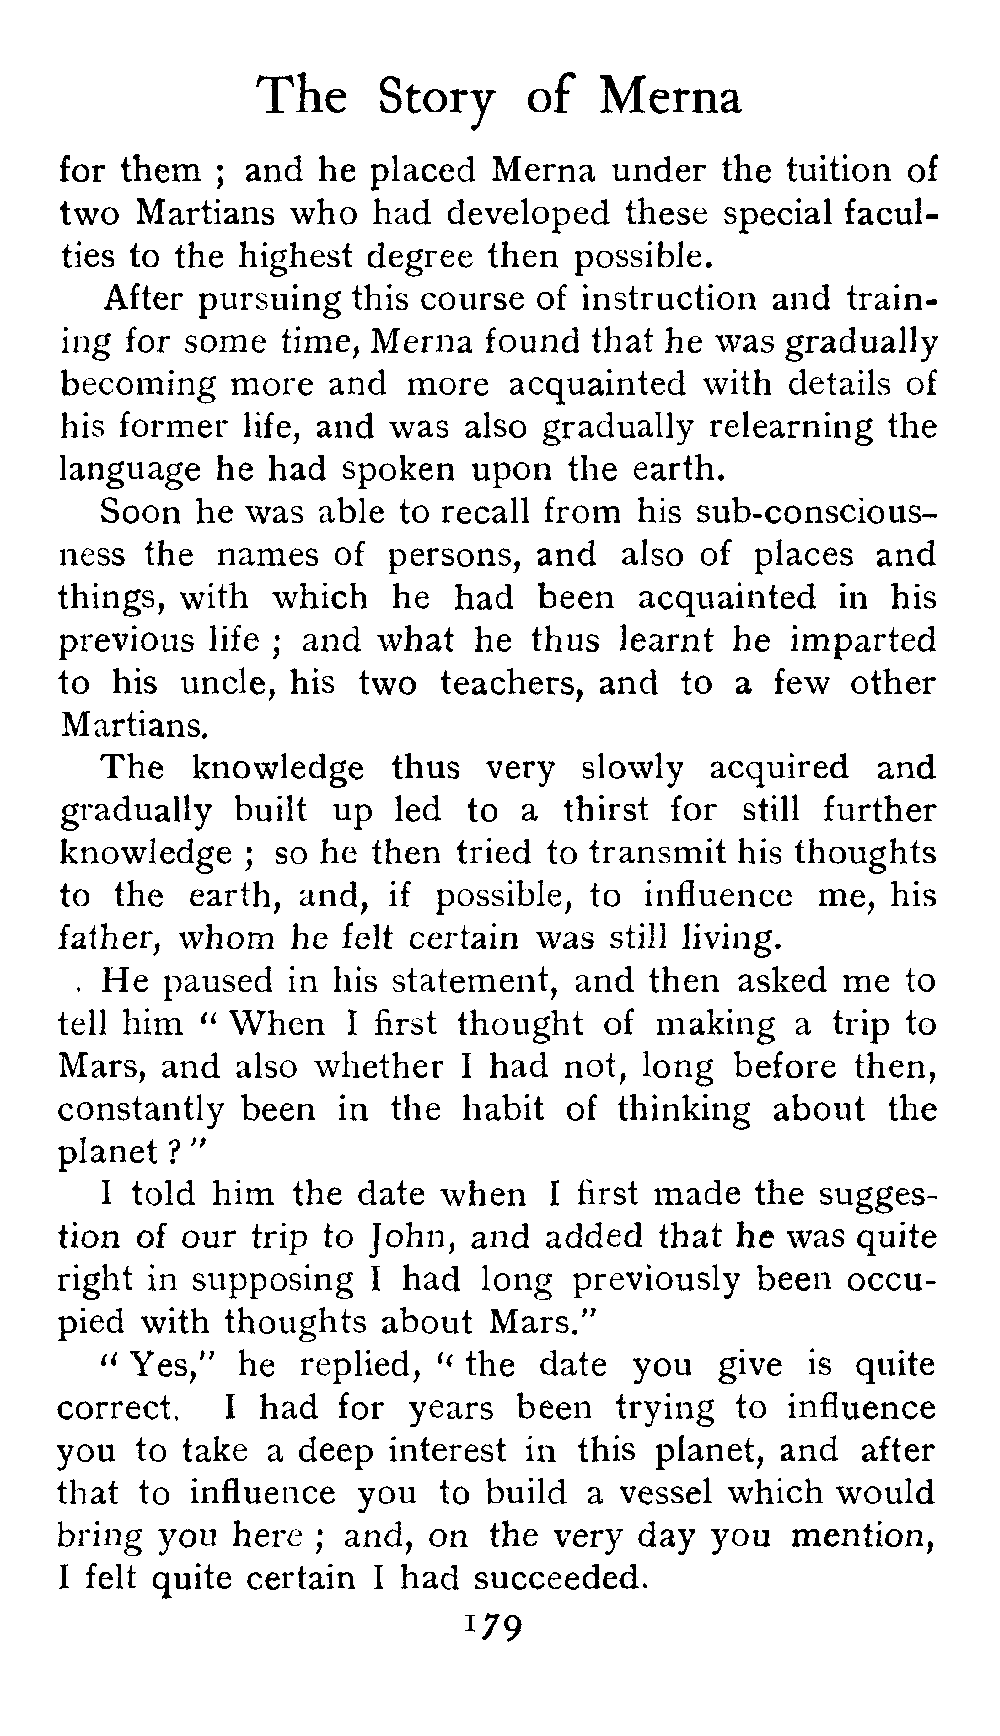 The Story of Merna
for them ; and he placed Merna under the tuition of
two Martians who had developed these special facul-
ties to the highest degree then possible.
After pursuing this course of instruction and train-
ing for some time, Merna found that he was gradually
becoming more and more acquainted with details of
his former life, and was also gradually relearning the
language he had spoken upon the earth.
Soon he was able to recall from his sub-conscious-
ness the names of persons, and also of places and
things, with which he had been acquainted in his
previous life ; and what he thus learnt he imparted
to his uncle, his two teachers, and to a few other
Martians.
The knowledge thus very slowly acquired and
gradually built up led to a thirst for still further
knowledge ; so he then tried to transmit his thoughts
to the earth, and, if possible, to influence me, his
father, whom he felt certain was still living.
. He paused in his statement, and then asked me to
tell him “ When I first thought of making a trip to
Mars, and also whether I had not, long before then,
constantly been in the habit of thinking about the
planet ? ”
I told him the date when I first made the sugges-
tion of our trip to John, and added that he was quite
right in supposing I had long previously been occu-
pied with thoughts about Mars.”
“ Yes,” he replied, “ the date you give is quite
correct. I had for years been trying to influence
you to take a deep interest in this planet, and after
that to influence you to build a vessel which would
bring you here ; and, on the very day you mention,
I felt quite certain I had succeeded.
179